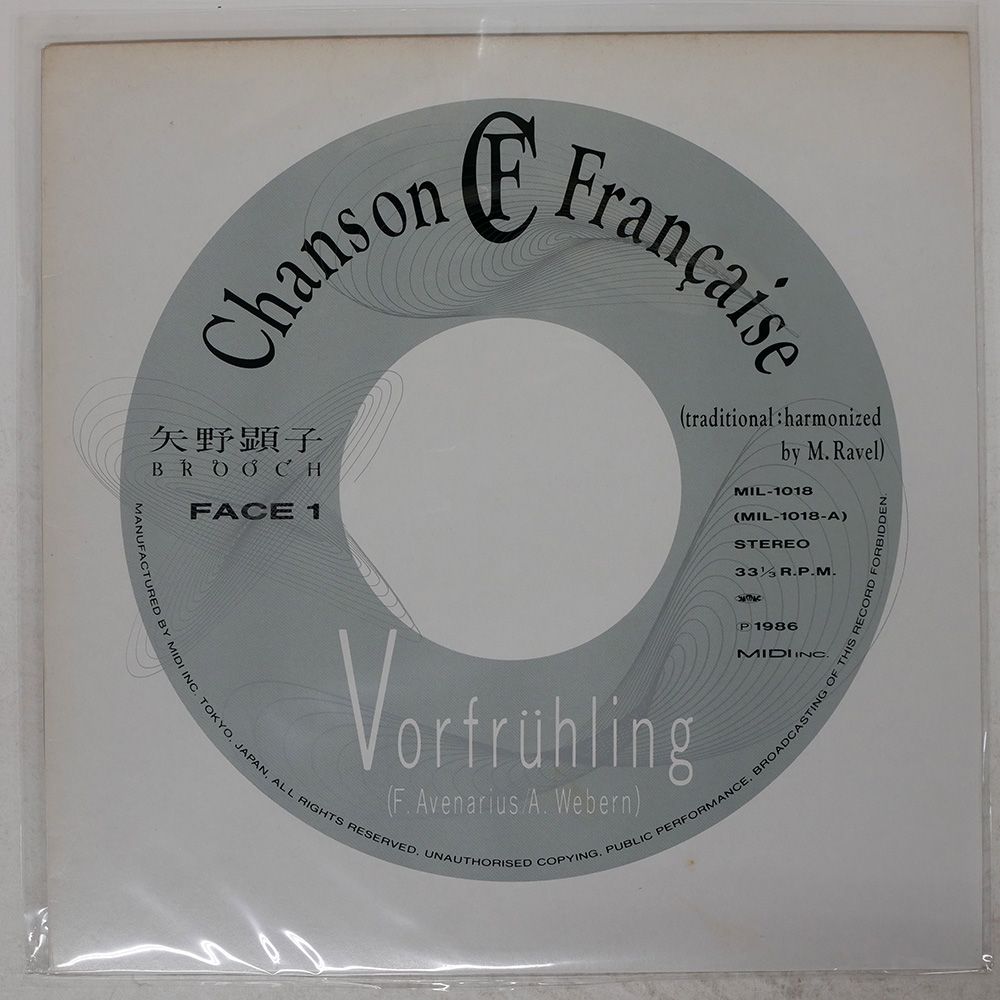 Chanson CF Française
(traditional:harmonized
by M. Ravel)
矢野顕子
BROOCH
FACE 1
MIL-1018
(MIL-1018-A)
STEREO
33 1/3 R.P.M.
Ⓟ 1986
MIDI INC.
Vorfrühling
(F. Avenarius/A. Webern)
MANUFACTURED BY MIDI INC. TOKYO, JAPAN, ALL RIGHTS RESERVED. UNAUTHORISED COPYING, PUBLIC PERFORMANCE, BROADCASTING OF THIS RECORD FORBIDDEN.